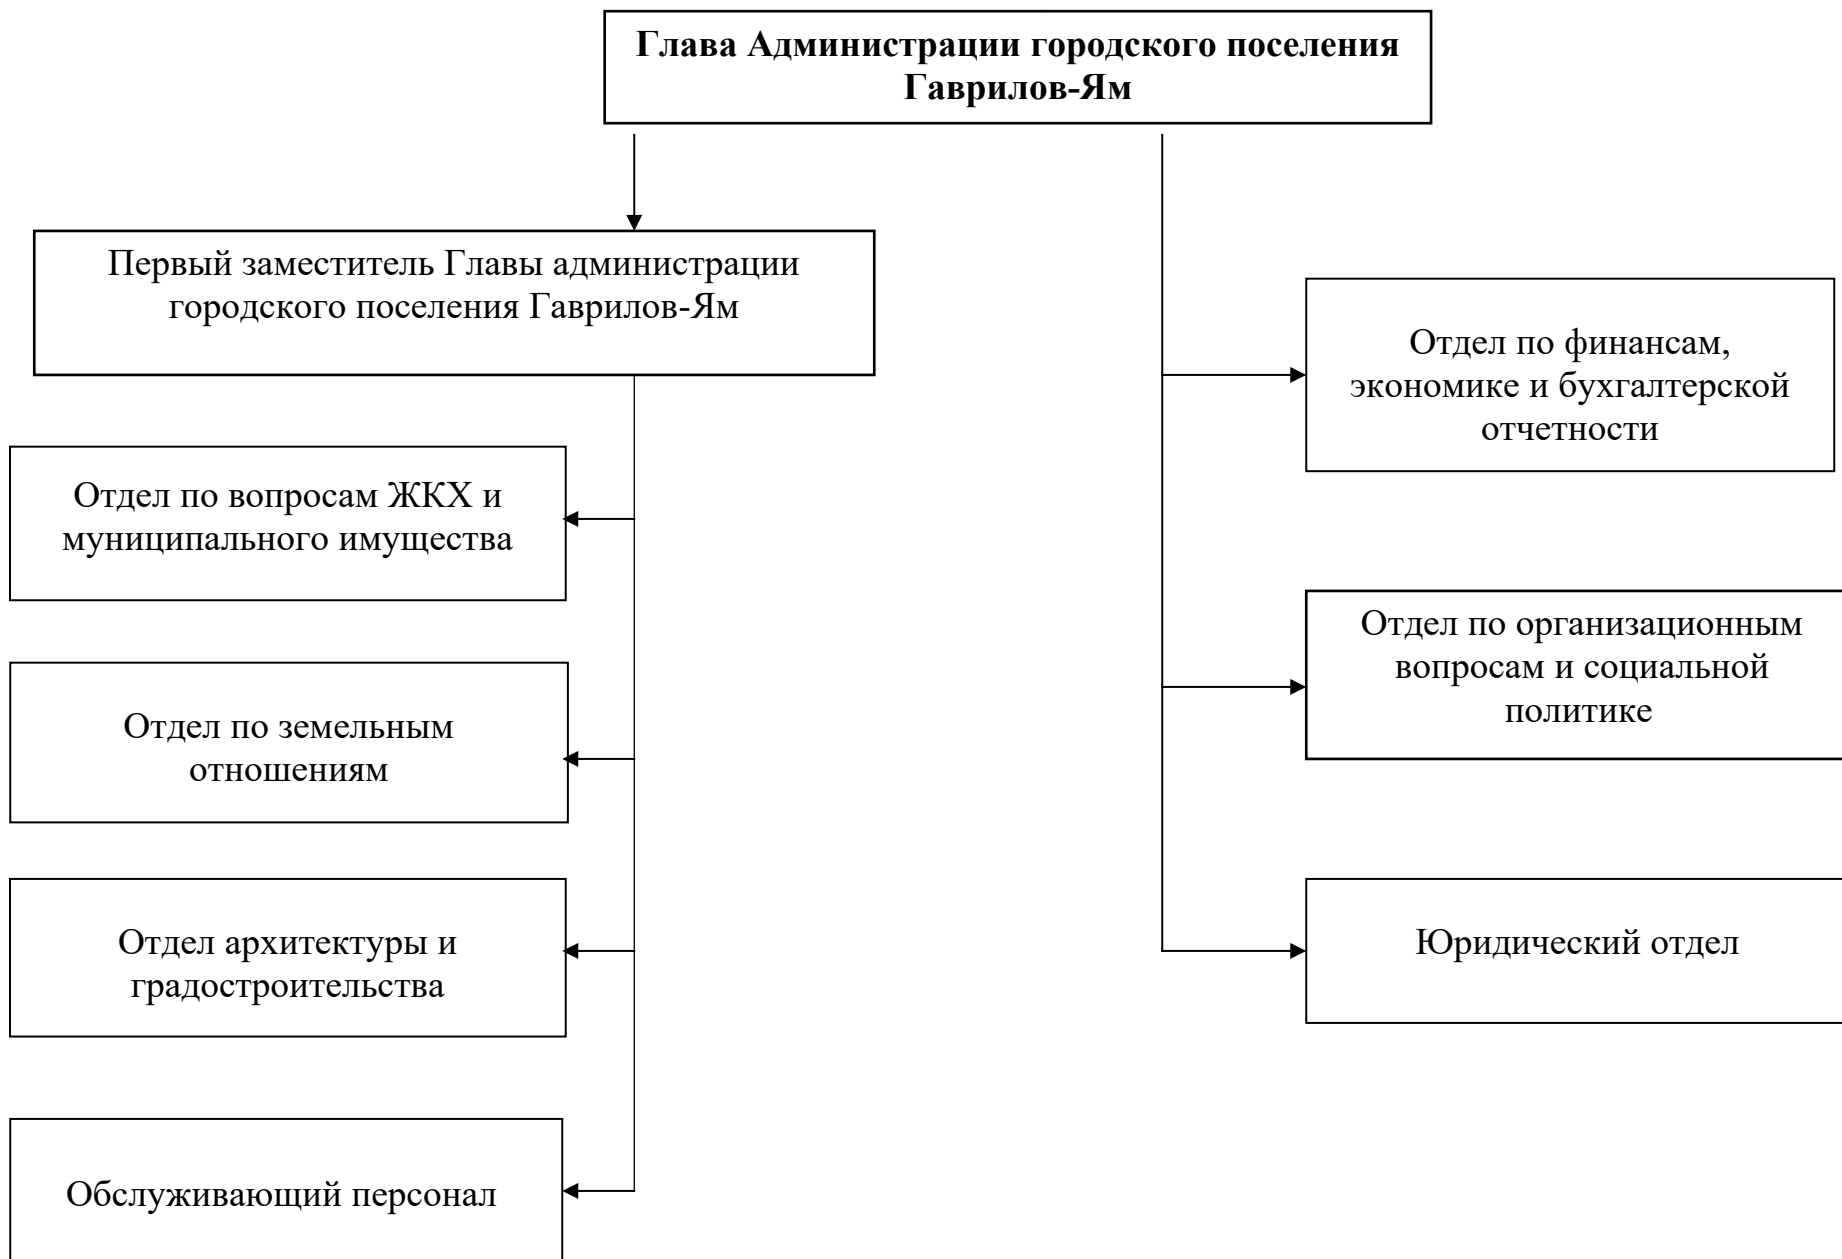 Глава Администрации городского поселения
Гаврилов-Ям
Первый заместитель Главы администрации
городского поселения Гаврилов-Ям
Отдел по финансам,
экономике и бухгалтерской
отчетности
Отдел по вопросам ЖКХ и
муниципального имущества
Отдел по организационным
вопросам и социальной
политике
Отдел по земельным
отношениям
Отдел архитектуры и
градостроительства
Юридический отдел
Обслуживающий персонал